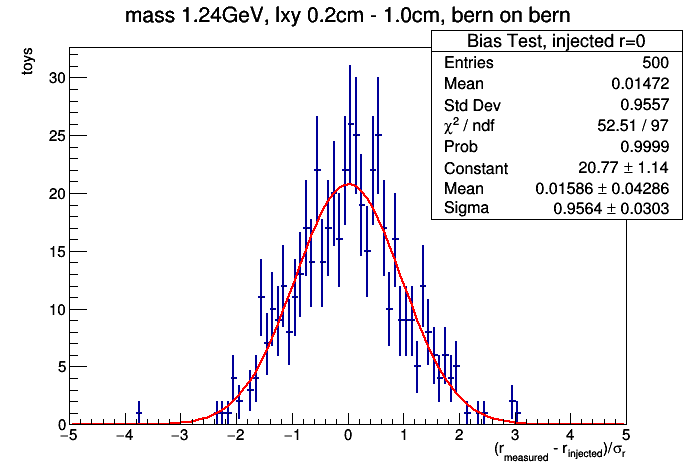 mass 1.24GeV, lxy 0.2cm - 1.0cm, bern on bern
Bias Test, injected r=0
Entries 500
Mean 0.01472
Std Dev 0.9557
χ² / ndf 52.51 / 97
Prob 0.9999
Constant 20.77 ± 1.14
Mean 0.01586 ± 0.04286
Sigma 0.9564 ± 0.0303
toys
30
25
20
15
10
5
0
−5 −4 −3 −2 −1 0 1 2 3 4 5
(r_measured - r_injected)/σ_r